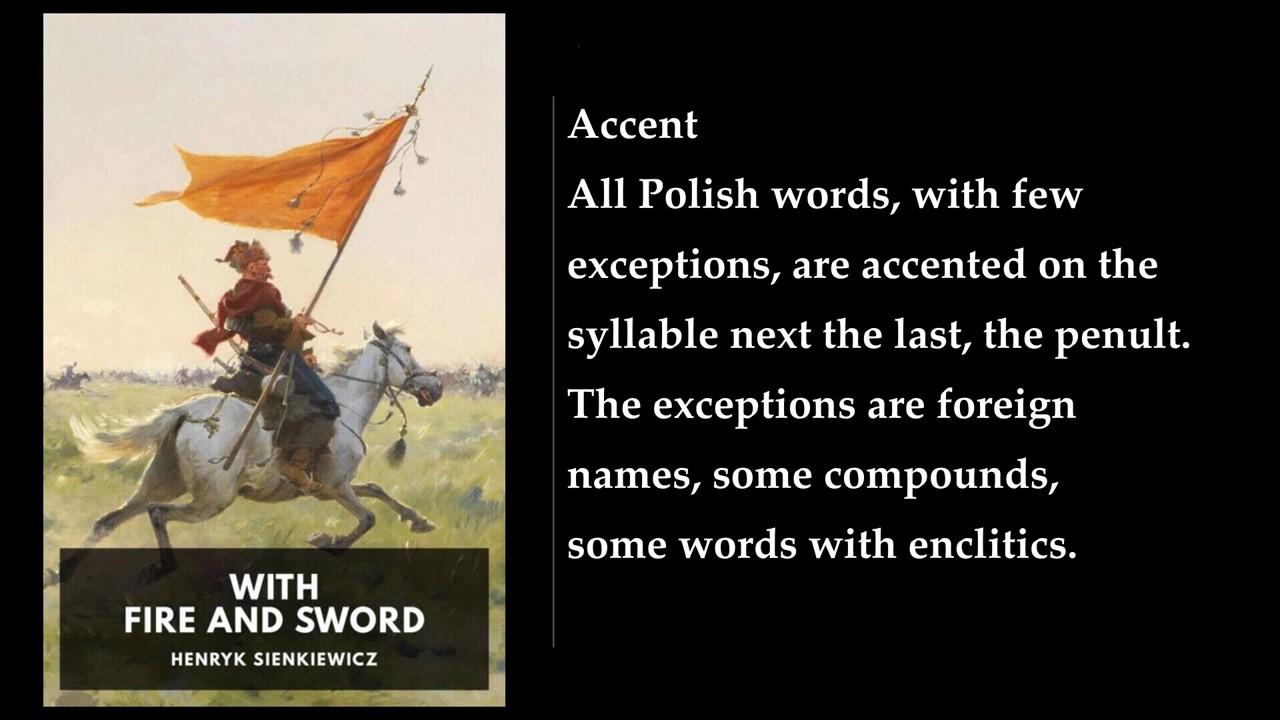 WITH
FIRE AND SWORD
HENRYK SIENKIEWICZ
Accent
All Polish words, with few
exceptions, are accented on the
syllable next the last, the penult.
The exceptions are foreign
names, some compounds,
some words with enclitics.